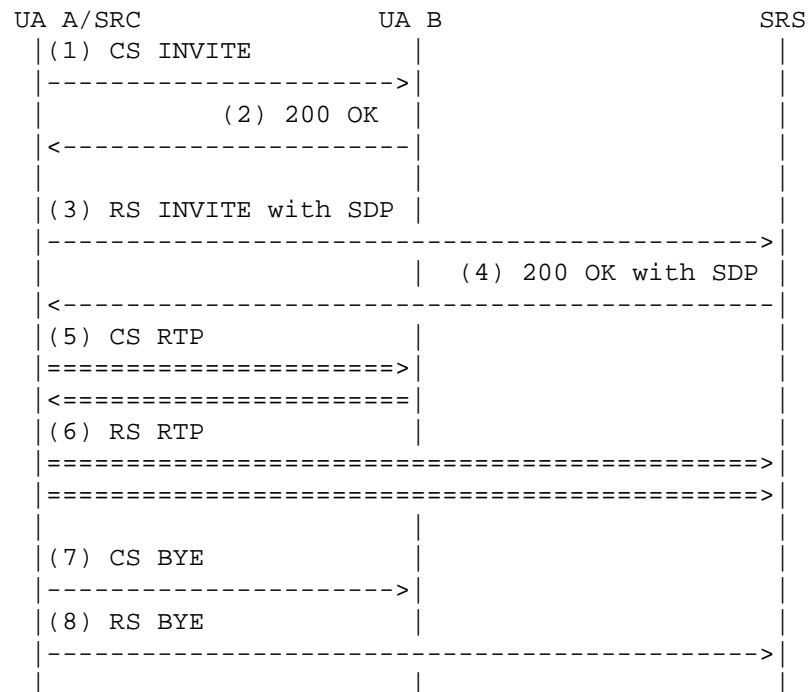 UA A/SRC UA B SRS
(1) CS INVITE
(2) 200 OK
(3) RS INVITE with SDP
(4) 200 OK with SDP
(5) CS RTP
(6) RS RTP
(7) CS BYE
(8) RS BYE